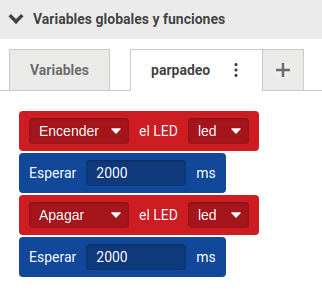 Variables globales y funciones
Variables parpadeo
Encender el LED led
Esperar 2000 ms
Apagar el LED led
Esperar 2000 ms